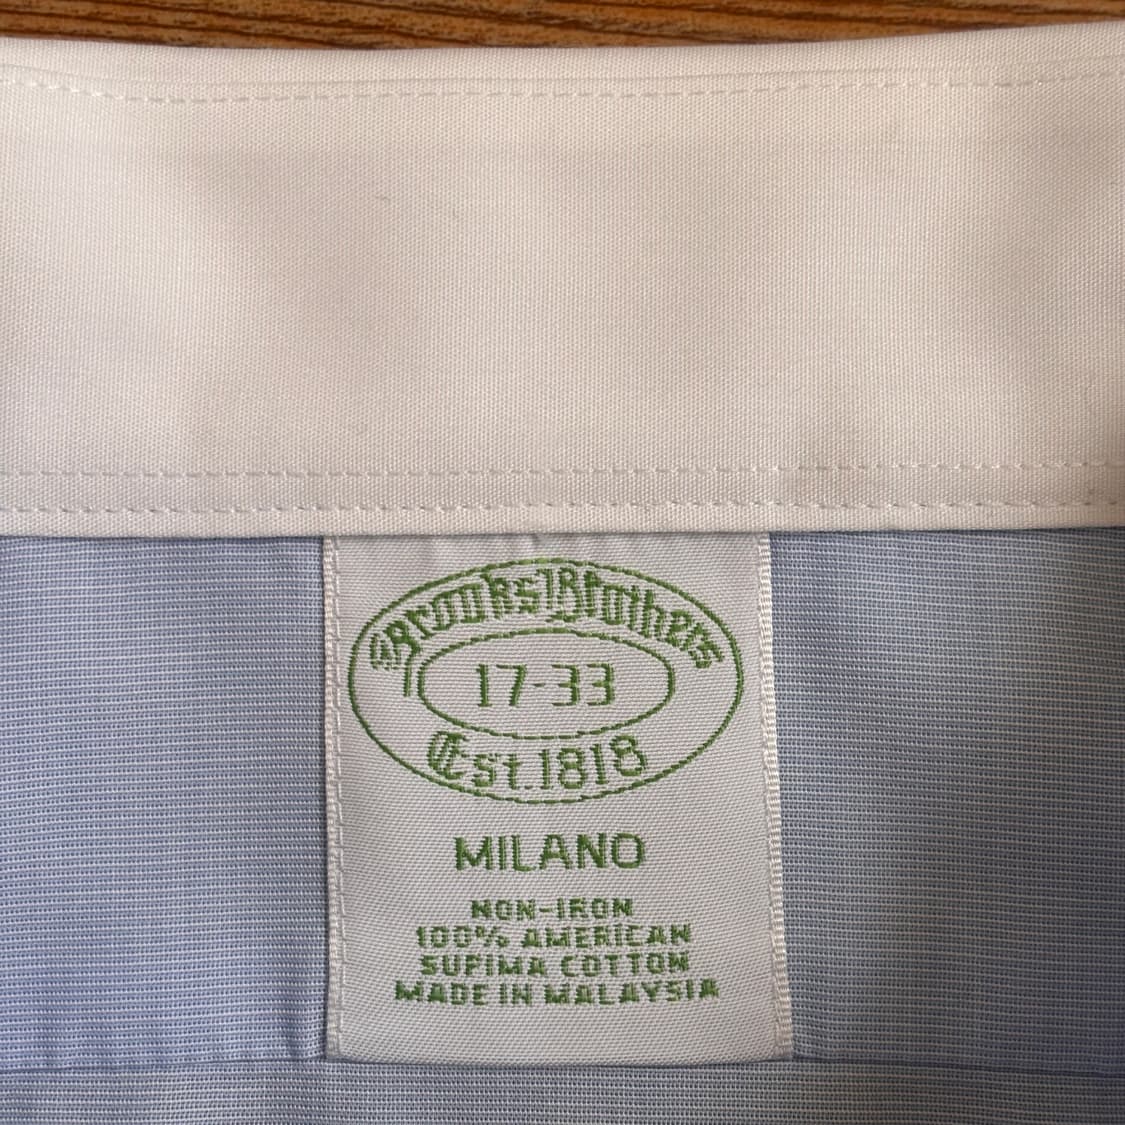 Brooks Brothers
17-33
Est. 1818
MILANO
NON-IRON
100% AMERICAN
SUPIMA COTTON
MADE IN MALAYSIA